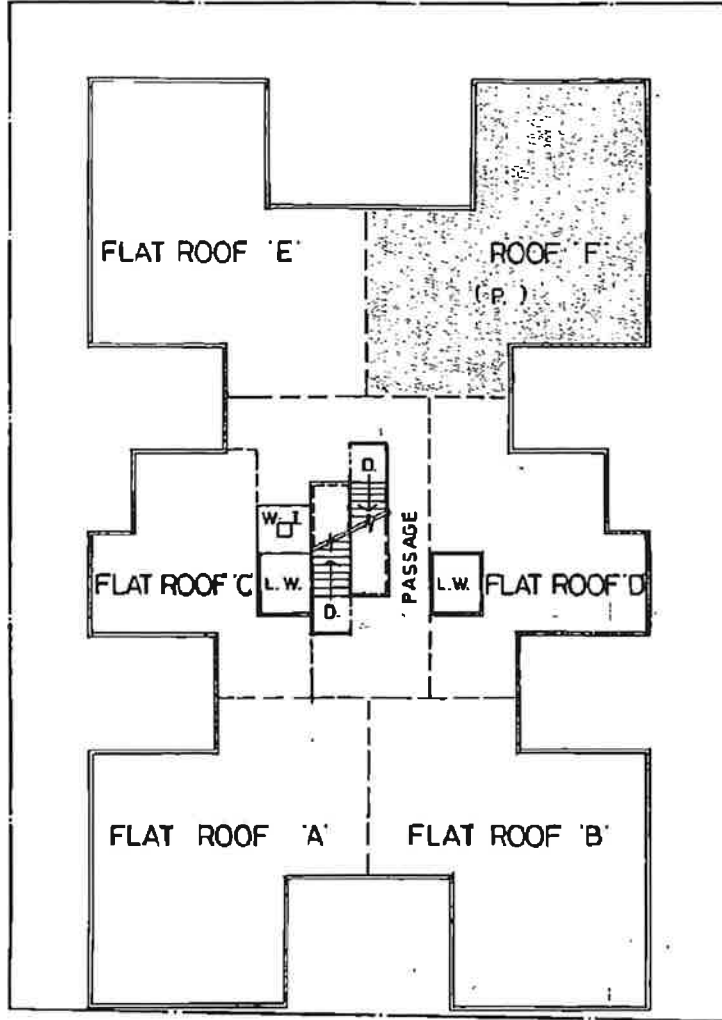 FLAT ROOF 'E'
ROOF 'F'
(P. )
D.
W. T.
PASSAGE
FLAT ROOF 'C'
L.W.
L.W.
FLAT ROOF 'D'
D.
FLAT ROOF 'A'
FLAT ROOF 'B'